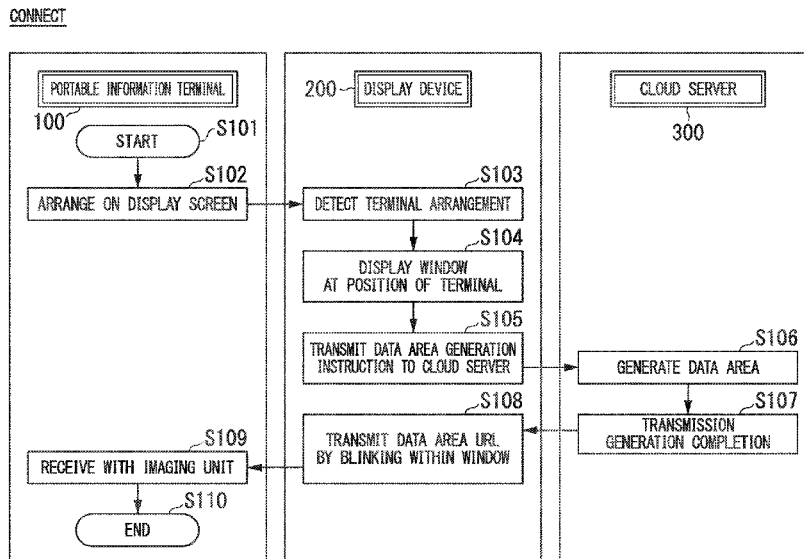 CONNECT
PORTABLE INFORMATION TERMINAL
100
200
DISPLAY DEVICE
CLOUD SERVER
300
START
S101
S102
ARRANGE ON DISPLAY SCREEN
S103
DETECT TERMINAL ARRANGEMENT
S104
DISPLAY WINDOW
AT POSITION OF TERMINAL
S105
TRANSMIT DATA AREA GENERATION
INSTRUCTION TO CLOUD SERVER
S106
GENERATE DATA AREA
S107
TRANSMISSION
GENERATION COMPLETION
S108
TRANSMIT DATA AREA URL
BY BLINKING WITHIN WINDOW
S109
RECEIVE WITH IMAGING UNIT
S110
END